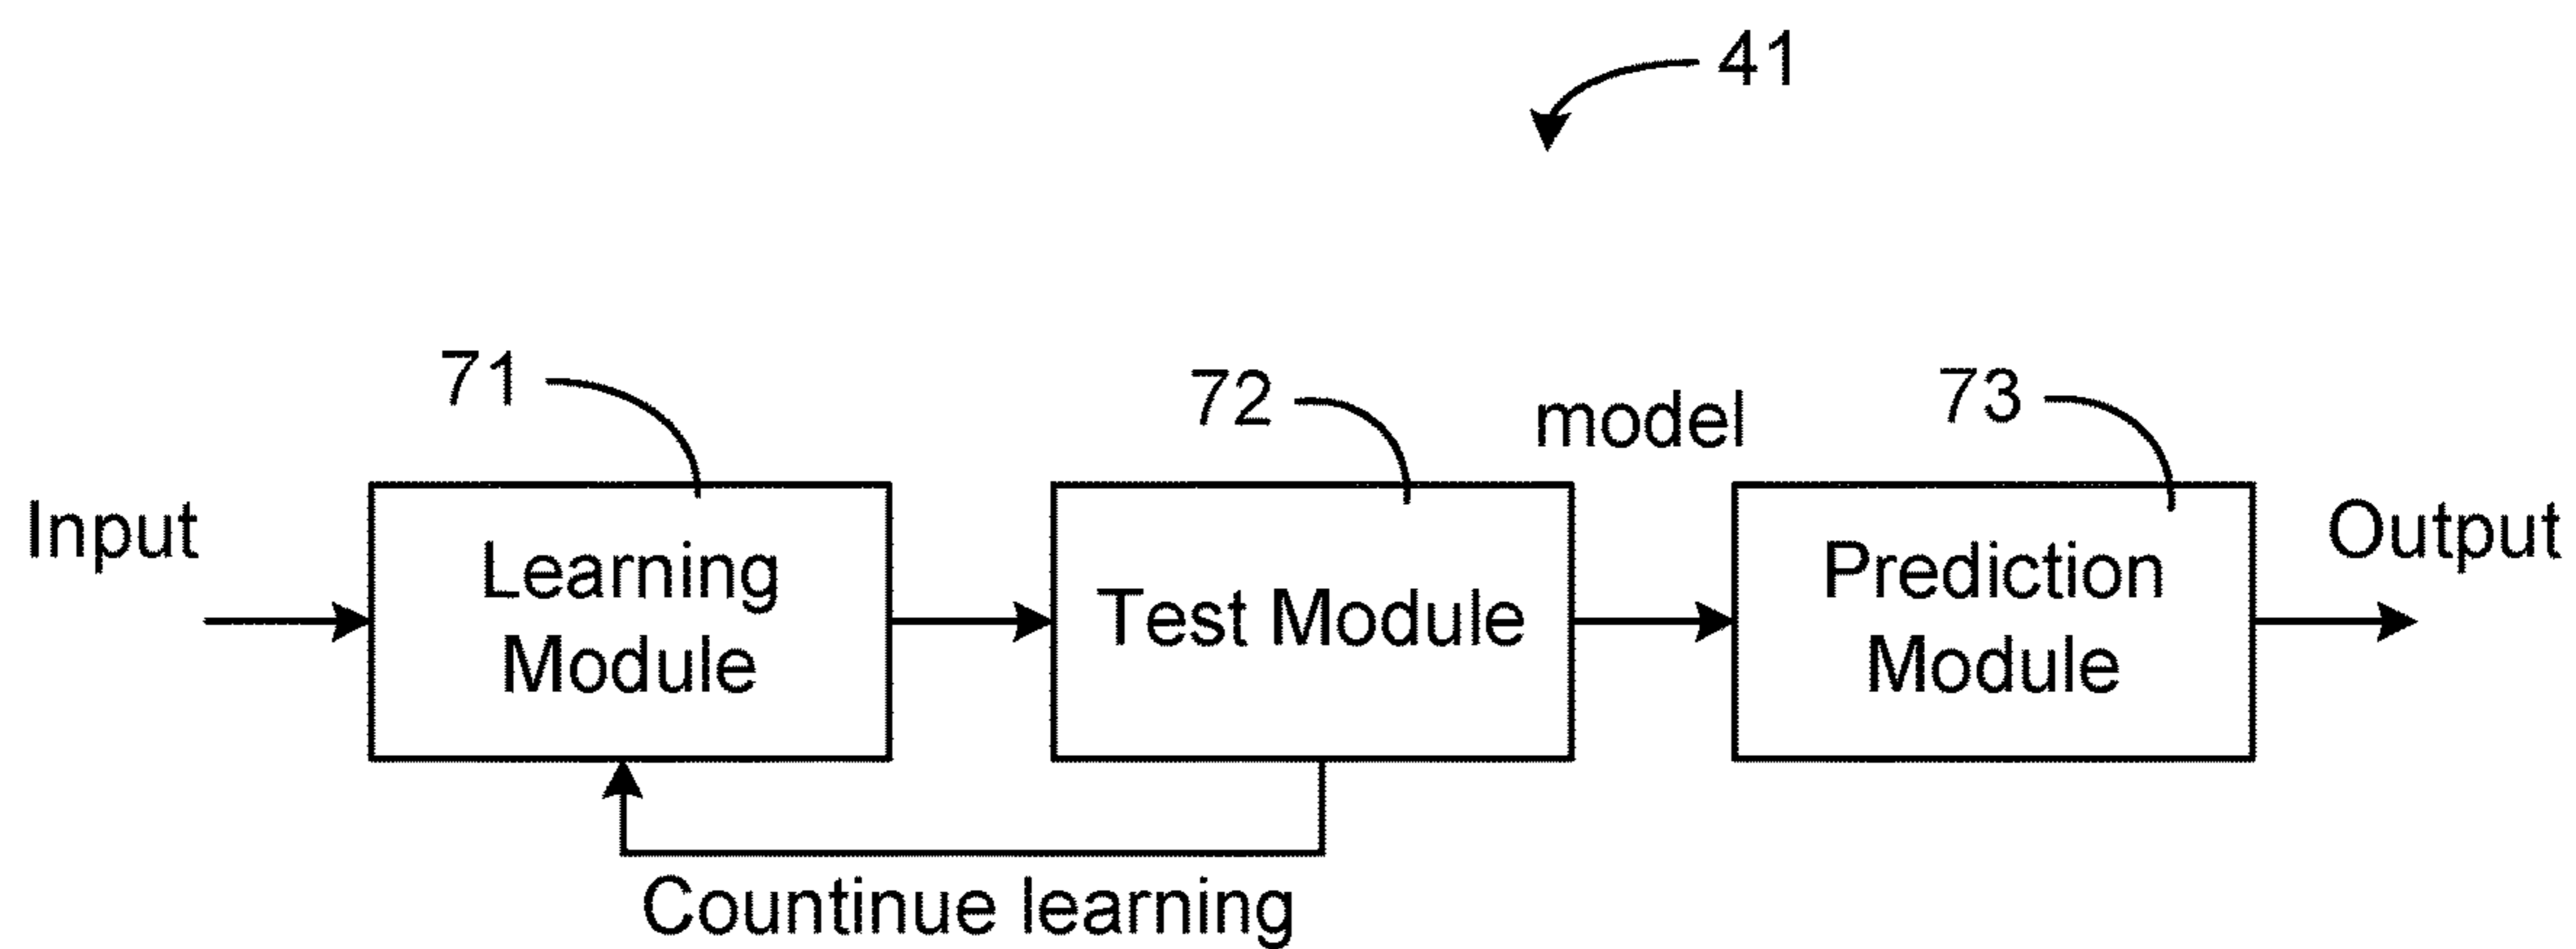 41
71
72
model
73
Input
Learning
Module
Test Module
Prediction
Module
Output
Countinue learning